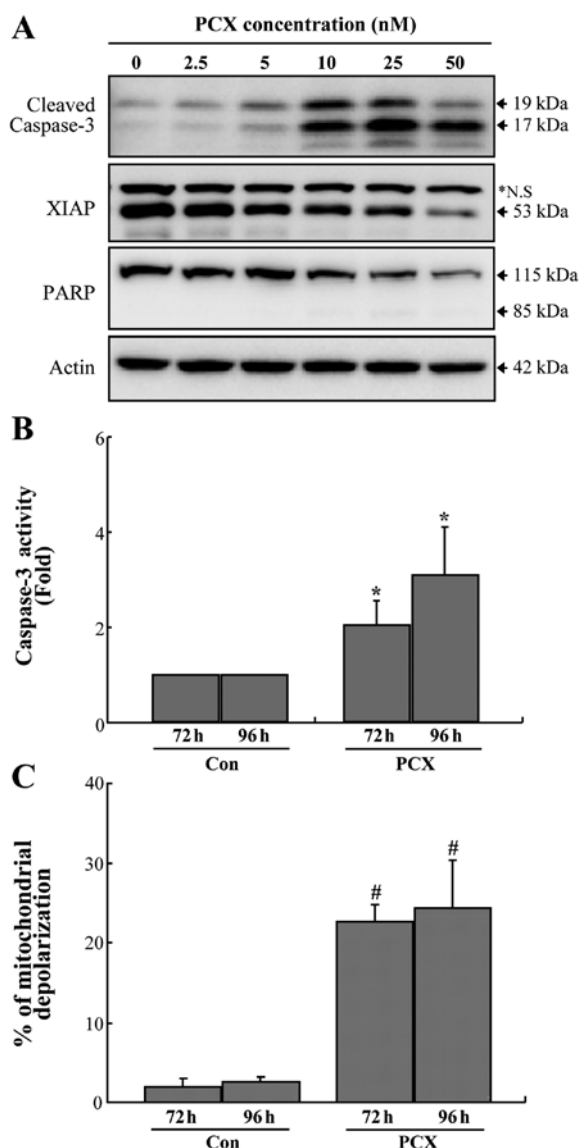 A
PCX concentration (nM)
0 2.5 5 10 25 50
Cleaved
Caspase-3
19 kDa
17 kDa
XIAP
*N.S
53 kDa
PARP
115 kDa
85 kDa
Actin
42 kDa
B
Caspase-3 activity
(Fold)
6
4
2
0
*
*
72 h 96 h 72 h 96 h
Con PCX
C
% of mitochondrial
depolarization
40
30
20
10
0
#
#
72 h 96 h 72 h 96 h
Con PCX